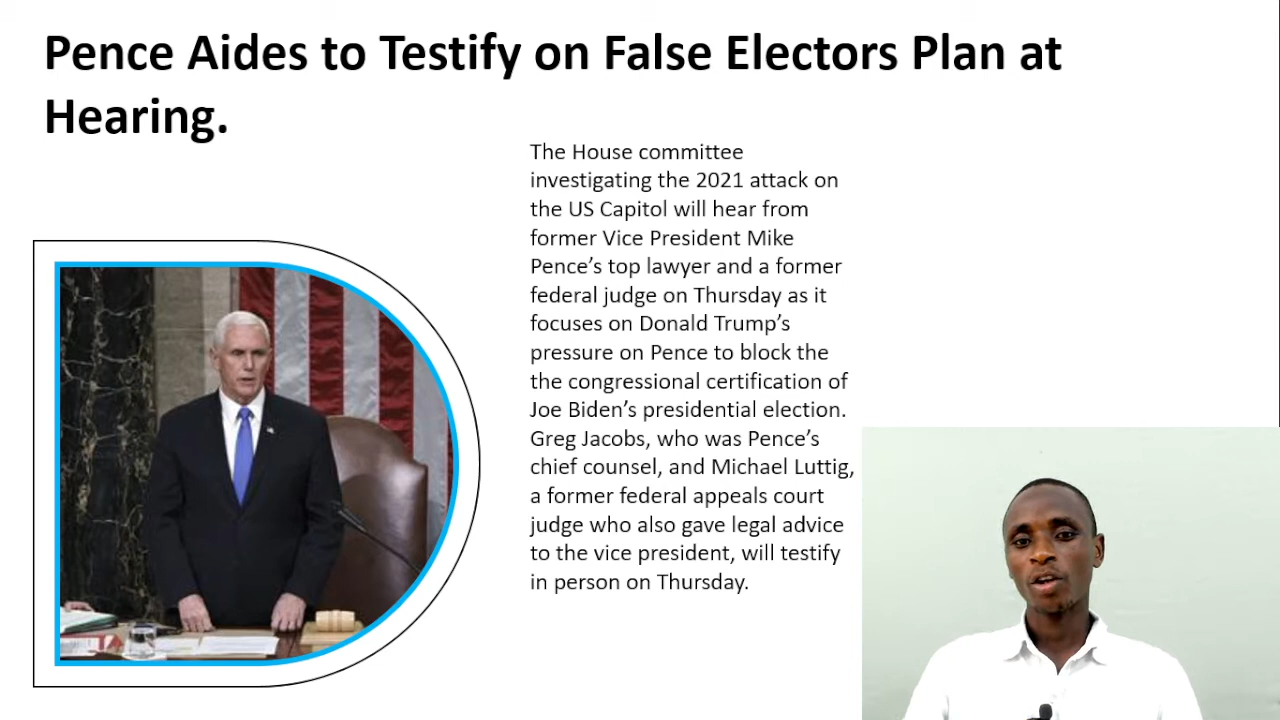 Pence Aides to Testify on False Electors Plan at
Hearing.
The House committee
investigating the 2021 attack on
the US Capitol will hear from
former Vice President Mike
Pence’s top lawyer and a former
federal judge on Thursday as it
focuses on Donald Trump’s
pressure on Pence to block the
the congressional certification of
Joe Biden’s presidential election.
Greg Jacobs, who was Pence’s
chief counsel, and Michael Luttig,
a former federal appeals court
judge who also gave legal advice
to the vice president, will testify
in person on Thursday.